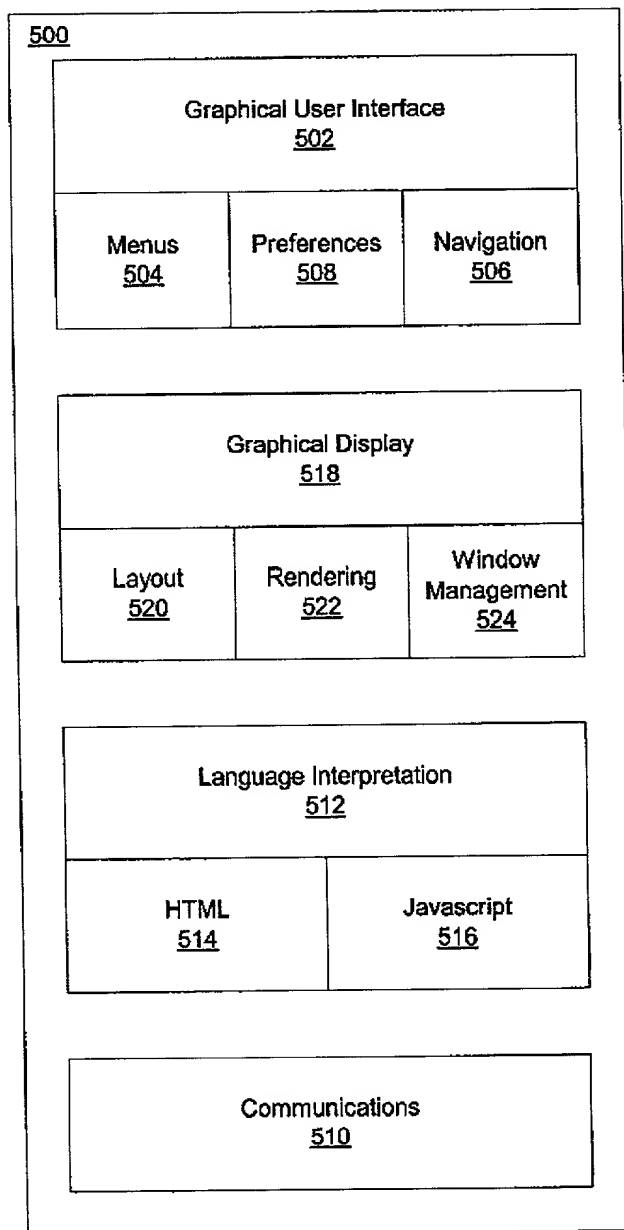 500
Graphical User Interface
502
Menus
504
Preferences
508
Navigation
506
Graphical Display
518
Layout
520
Rendering
522
Window
Management
524
Language Interpretation
512
HTML
514
Javascript
516
Communications
510